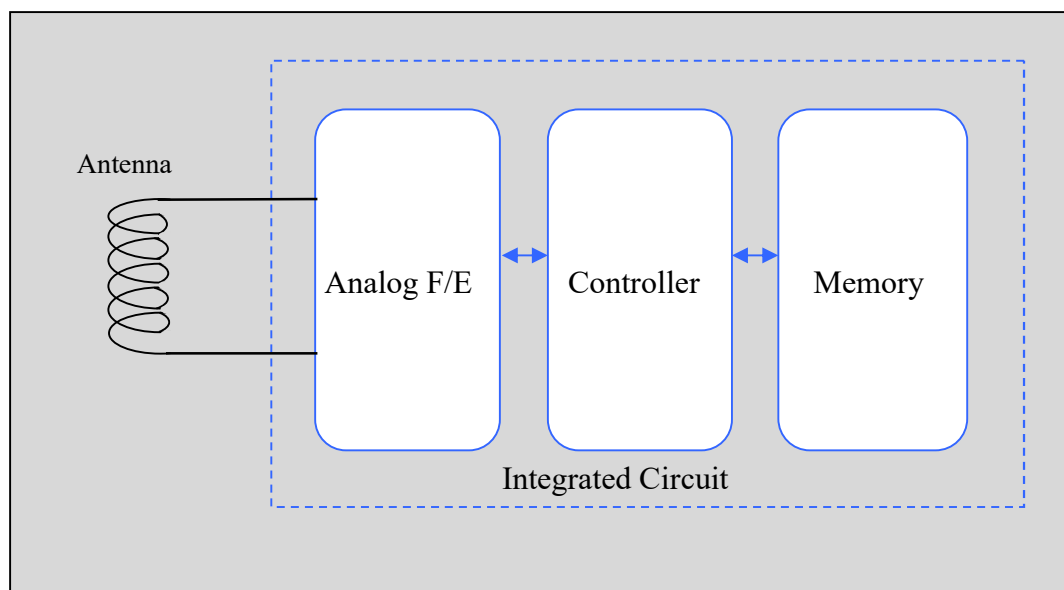 Antenna
Analog F/E
Controller
Memory
Integrated Circuit